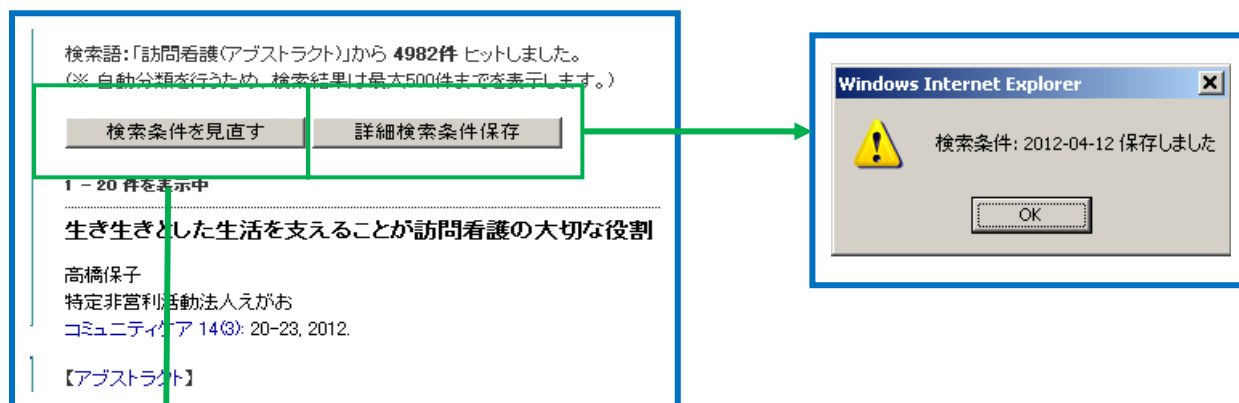 検索語:「訪問看護(アブストラクト)」から 4982件 ヒットしました。
(※ 自動分類を行うため、検索結果は最大500件までを表示します。)
検索条件を見直す
詳細検索条件保存
1 - 20 件を表示中
生き生きとした生活を支えることが訪問看護の大切な役割
高橋保子
特定非営利活動法人えがお
コミュニティケア 14(3): 20-23, 2012.
【アブストラクト】
Windows Internet Explorer
検索条件: 2012-04-12 保存しました
OK